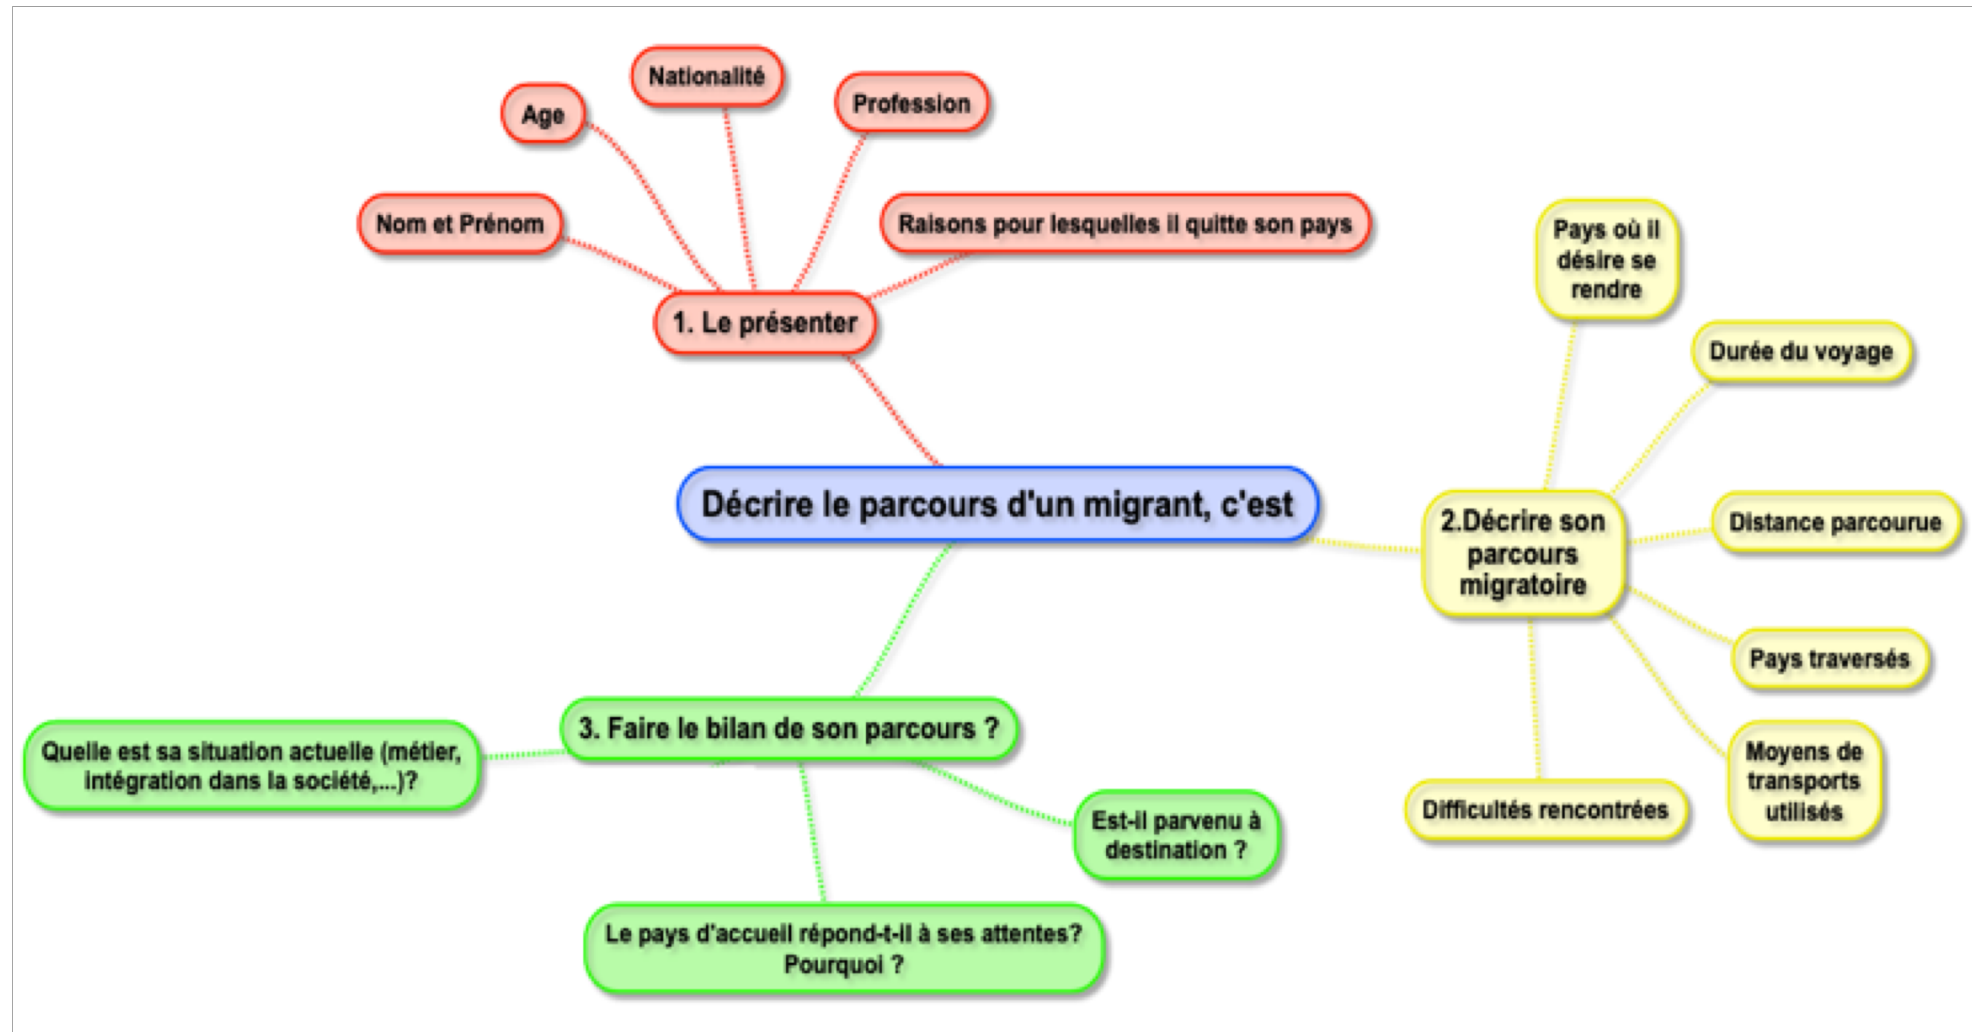 Nationalité
Age
Profession
Nom et Prénom
Raisons pour lesquelles il quitte son pays
1. Le présenter
Décrire le parcours d'un migrant, c'est
Pays où il
désire se
rendre
Durée du voyage
2.Décrire son
parcours
migratoire
Distance parcourue
Pays traversés
Moyens de
transports
utilisés
Difficultés rencontrées
3. Faire le bilan de son parcours ?
Quelle est sa situation actuelle (métier,
intégration dans la société,...)?
Est-il parvenu à
destination ?
Le pays d'accueil répond-t-il à ses attentes?
Pourquoi ?